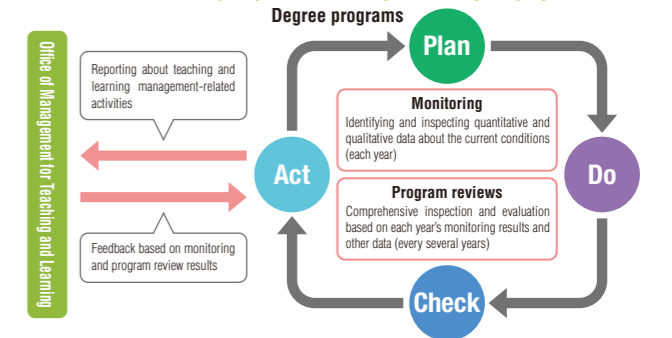 Degree programs
Office of Management for Teaching and Learning
Reporting about teaching and
learning management-related
activities
Feedback based on monitoring
and program review results
Plan
Do
Check
Act
Monitoring
Identifying and inspecting quantitative and
qualitative data about the current conditions
(each year)
Program reviews
Comprehensive inspection and evaluation
based on each year's monitoring results and
other data (every several years)